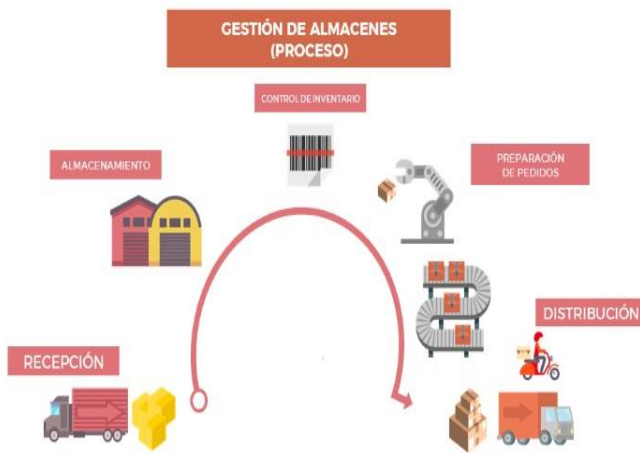 GESTIÓN DE ALMACENES
(PROCESO)
CONTROL DE INVENTARIO
ALMACENAMIENTO
PREPARACIÓN
DE PEDIDOS
RECEPCIÓN
DISTRIBUCIÓN